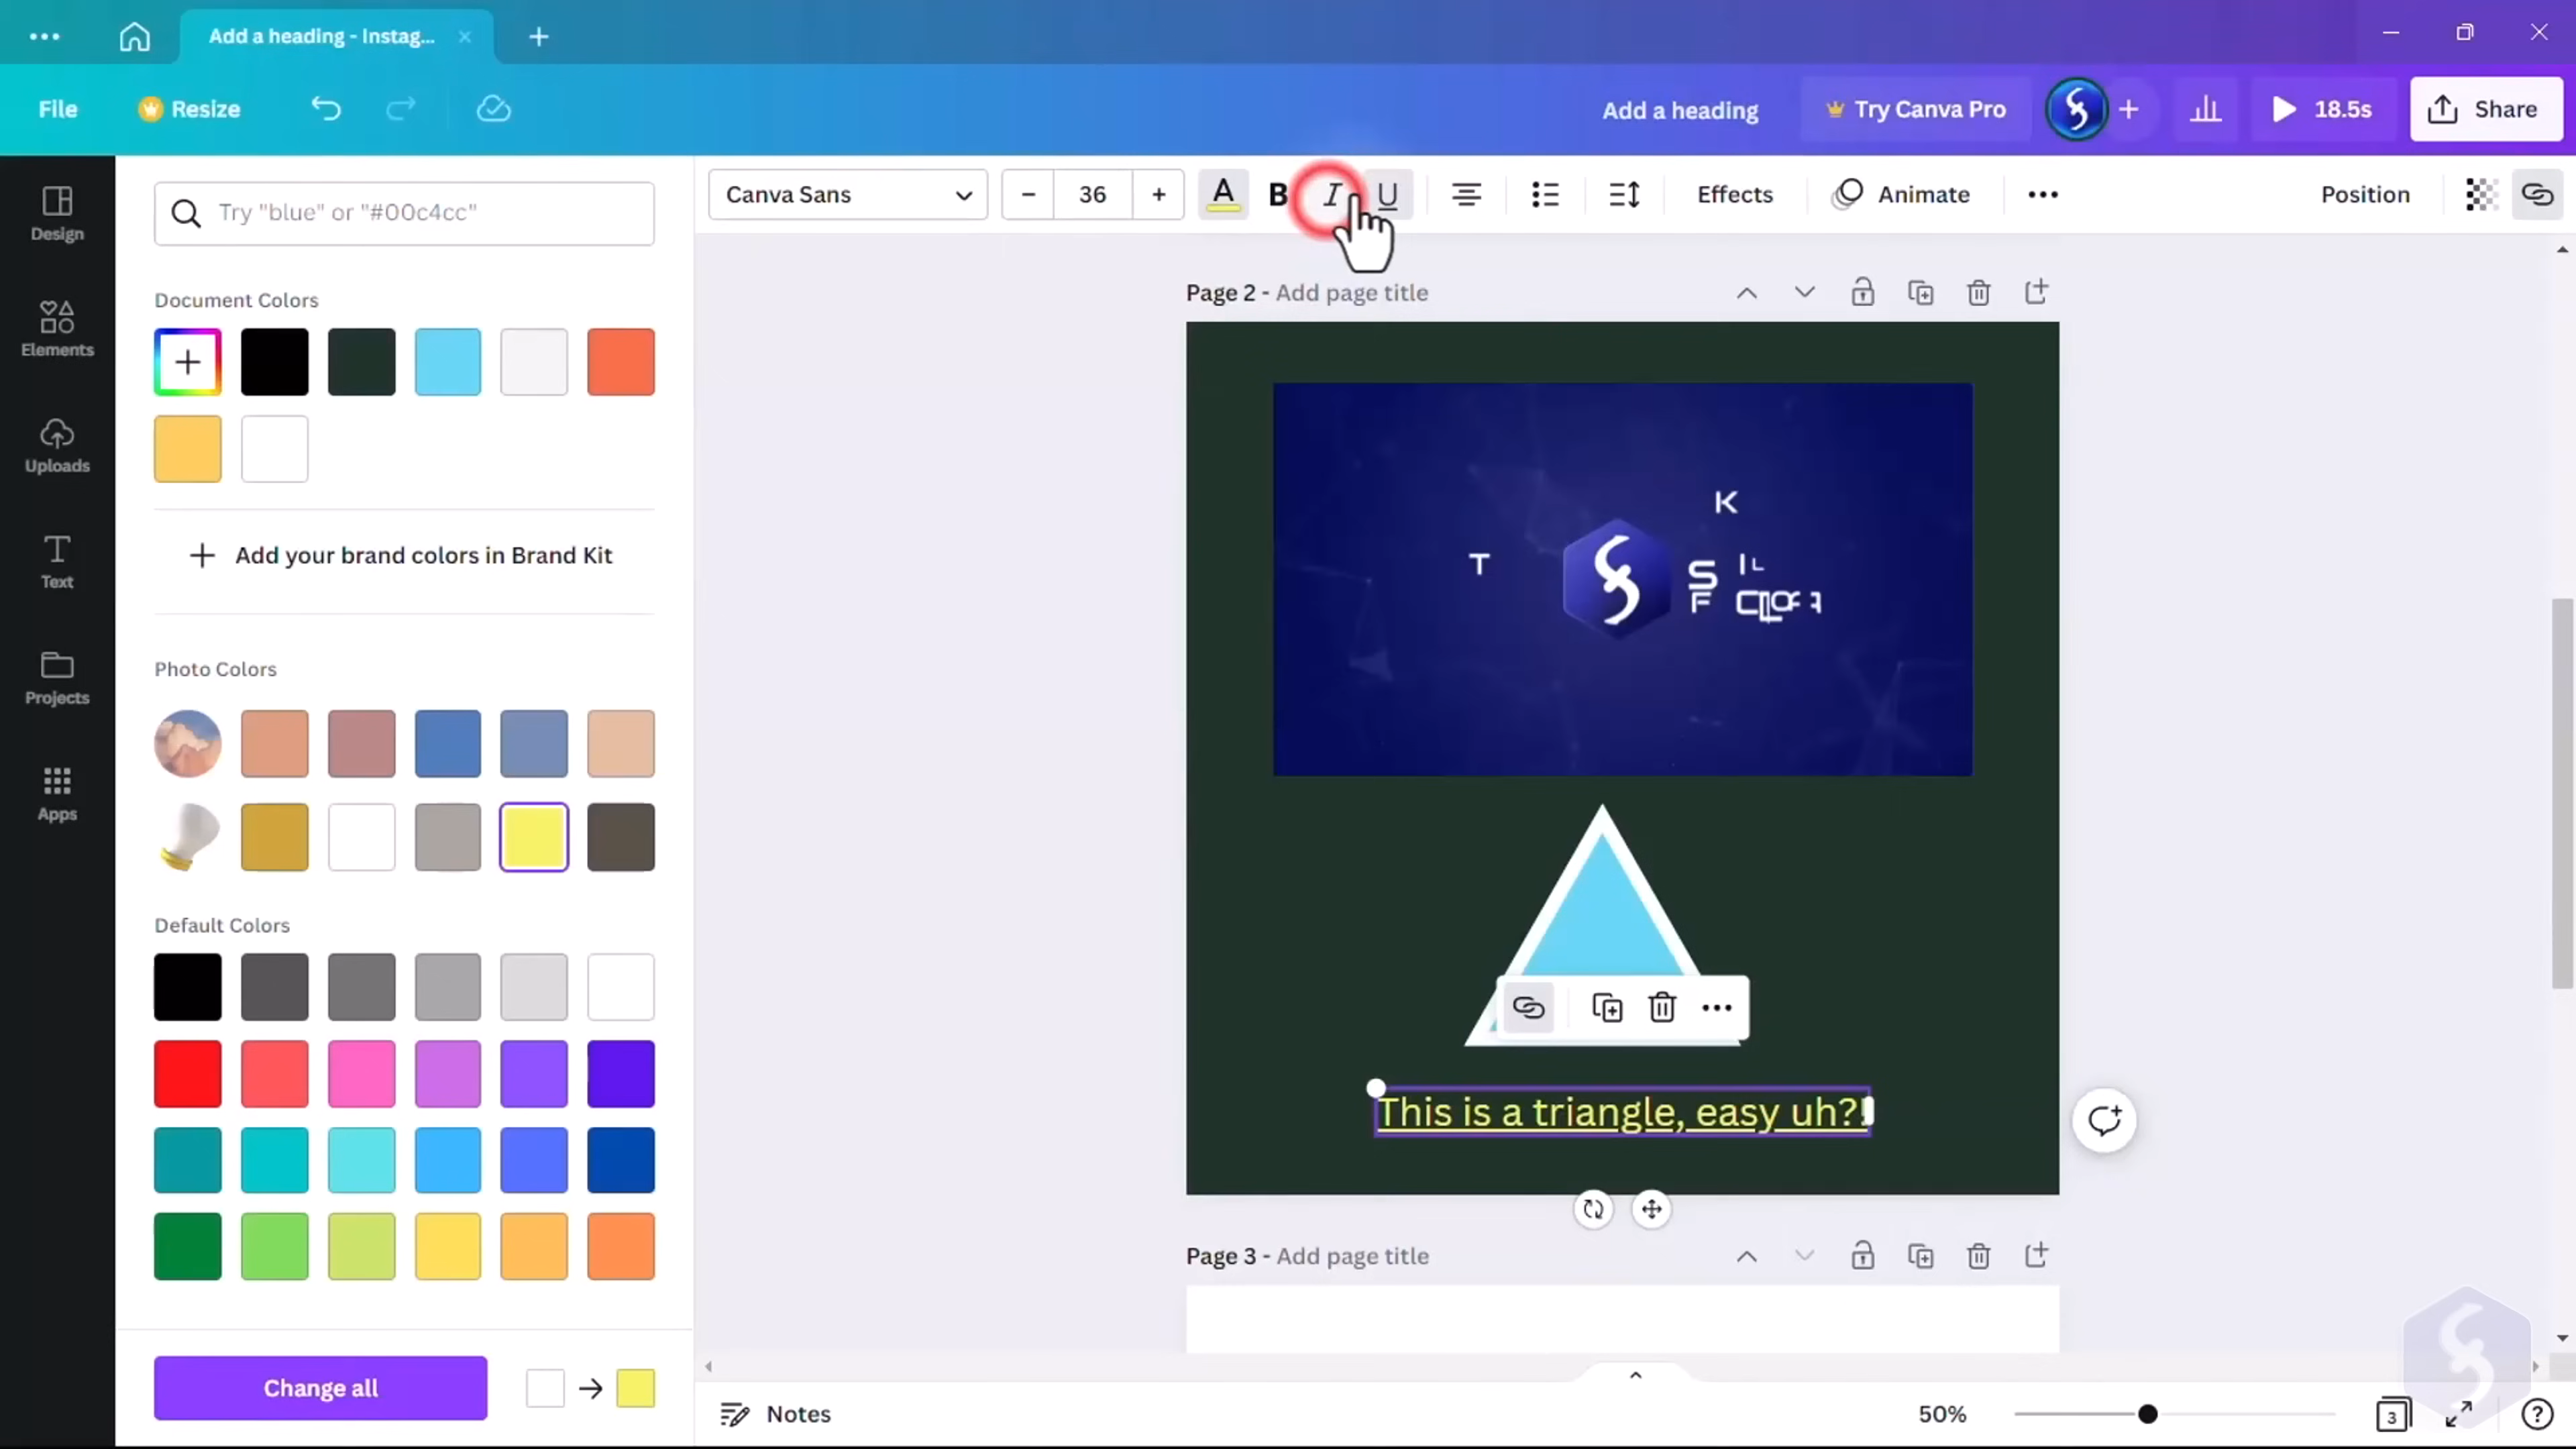 Add a heading - Instag...
File
Resize
Add a heading
Try Canva Pro
18.5s
Share
Design
Elements
Uploads
Text
Projects
Apps
Try "blue" or "#00c4cc"
Document Colors
Add your brand colors in Brand Kit
Photo Colors
Default Colors
Change all
Canva Sans
36
A
B
I
U
Effects
Animate
Position
Page 2 - Add page title
K
T
This is a triangle, easy uh?!
Page 3 - Add page title
Notes
50%
3
?